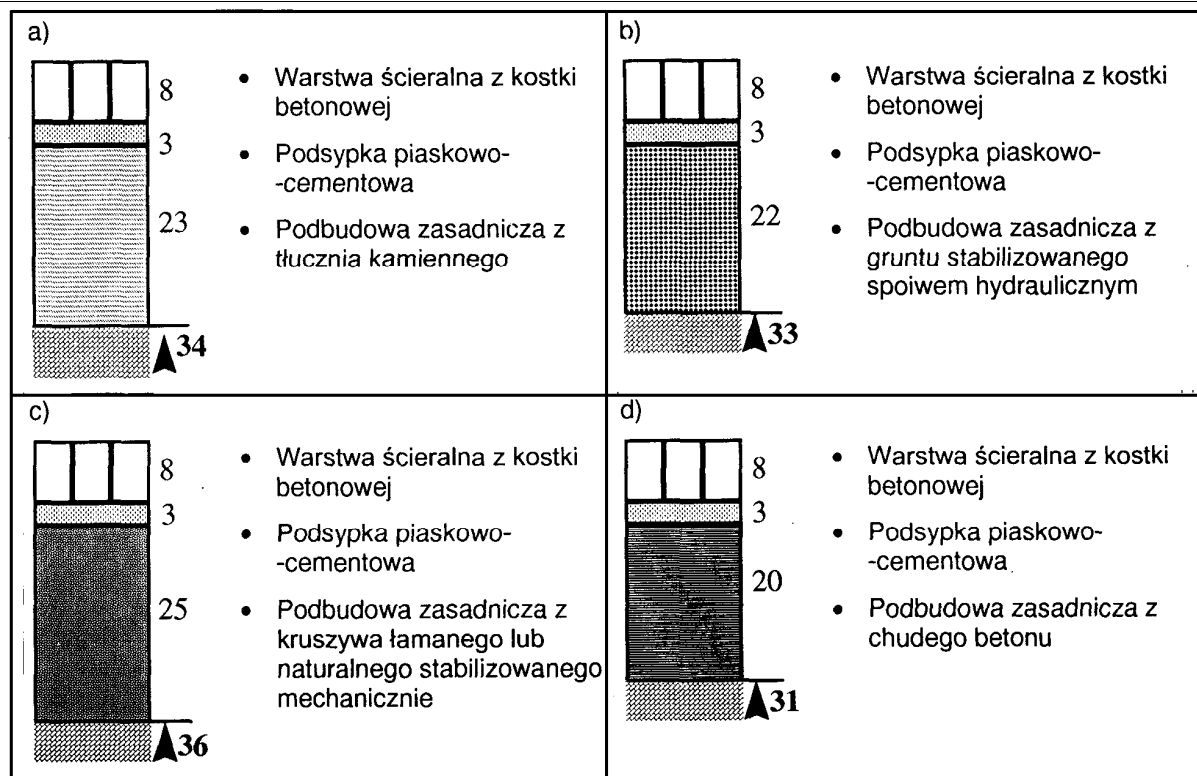 a)
8
3
23
34
• Warstwa ścieralna z kostki
betonowej
• Podsypka piaskowo-
-cementowa
• Podbudowa zasadnicza z
tłucznia kamiennego
b)
8
3
22
33
• Warstwa ścieralna z kostki
betonowej
• Podsypka piaskowo-
-cementowa
• Podbudowa zasadnicza z
gruntu stabilizowanego
spoiwem hydraulicznym
c)
8
3
25
36
• Warstwa ścieralna z kostki
betonowej
• Podsypka piaskowo-
-cementowa
• Podbudowa zasadnicza z
kruszywa łamanego lub
naturalnego stabilizowanego
mechanicznie
d)
8
3
20
31
• Warstwa ścieralna z kostki
betonowej
• Podsypka piaskowo-
-cementowa
• Podbudowa zasadnicza z
chudego betonu